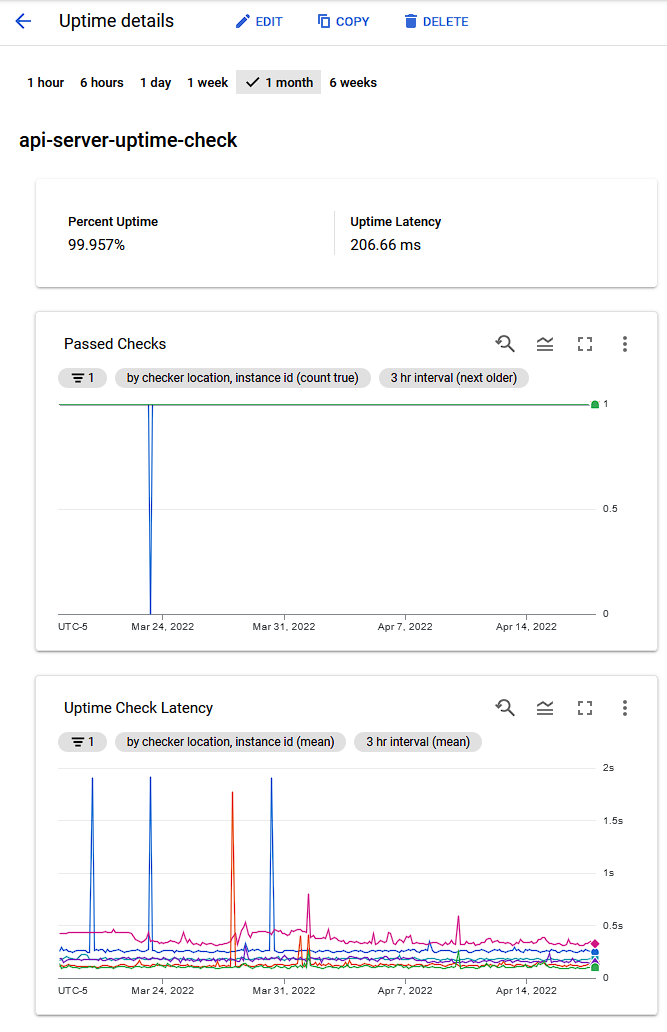 Uptime details EDIT COPY DELETE
1 hour 6 hours 1 day 1 week 1 month 6 weeks
api-server-uptime-check
Percent Uptime Uptime Latency
99.957% 206.66 ms
Passed Checks
1 by checker location, instance id (count true) 3 hr interval (next older)
1
0.5
0
UTC-5 Mar 24, 2022 Mar 31, 2022 Apr 7, 2022 Apr 14, 2022
Uptime Check Latency
1 by checker location, instance id (mean) 3 hr interval (mean)
2s
1.5s
1s
0.5s
0
UTC-5 Mar 24, 2022 Mar 31, 2022 Apr 7, 2022 Apr 14, 2022